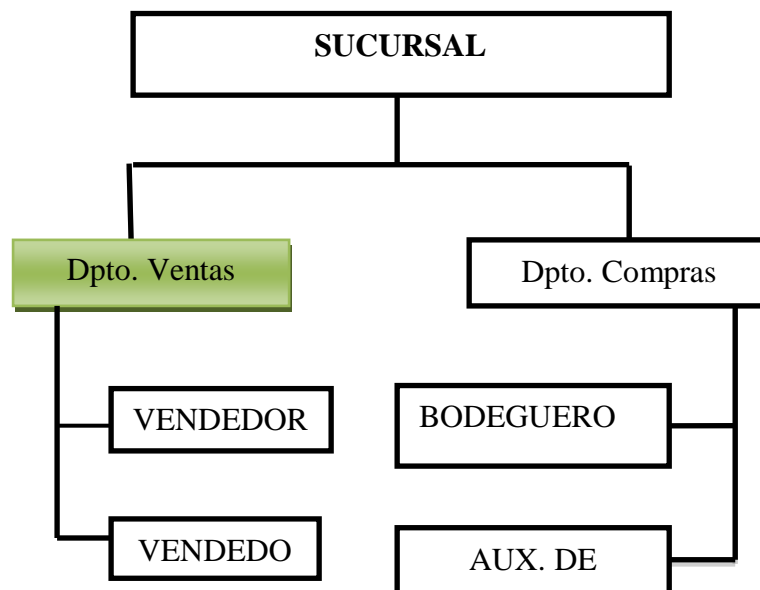 SUCURSAL
Dpto. Ventas
Dpto. Compras
VENDEDOR
BODEGUERO
VENDEDO
AUX. DE